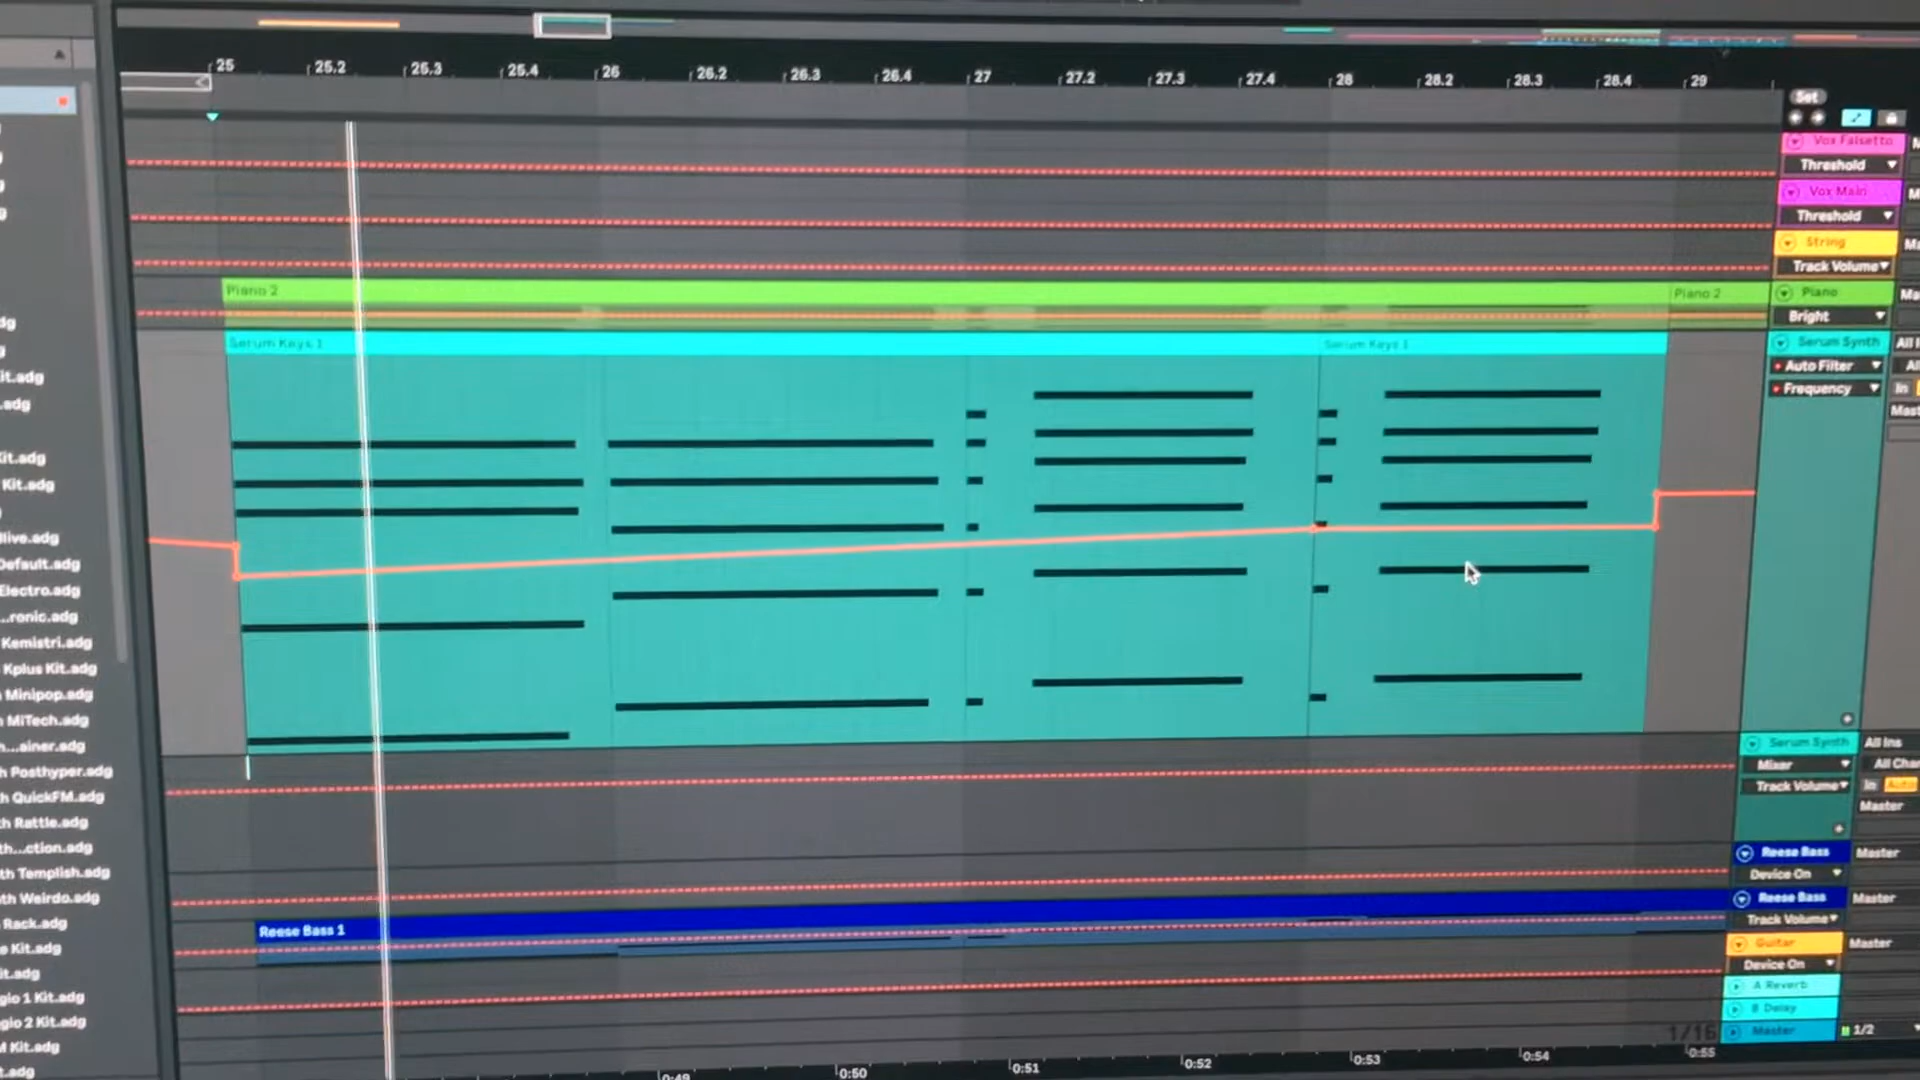 25 25.2 25.3 25.4 26 26.2 26.3 26.4 27 27.2 27.3 27.4 28 28.2 28.3 28.4 29
Set
Vox Falsetto
Threshold
Vox Main
Threshold
String
Track Volume
Piano 2 Piano 2 Piano
Bright
Serum Keys 1 Serum Keys 1 Serum Synth All
Auto Filter
Frequency In
Serum Synth All Ins
Mixer
Track Volume In Auto
Master
Reese Bass Master
Device On
Reese Bass Master
Track Volume
Reese Bass 1
Guitar Master
Device On
A Reverb
B Delay
1/16 Master 1/2
0:49 0:50 0:51 0:52 0:53 0:54 0:55
dg
it.adg
.adg
Kit.adg
Kit.adg
llive.adg
Default.adg
Electro.adg
...ronic.adg
Kemistri.adg
Kplus Kit.adg
Minipop.adg
MiTech.adg
h...ainer.adg
h Posthyper.adg
h QuickFM.adg
h Rattle.adg
th...ction.adg
th Templish.adg
th Weirdo.adg
Rack.adg
e Kit.adg
it.adg
gio 1 Kit.adg
gio 2 Kit.adg
M Kit.adg
t.adg